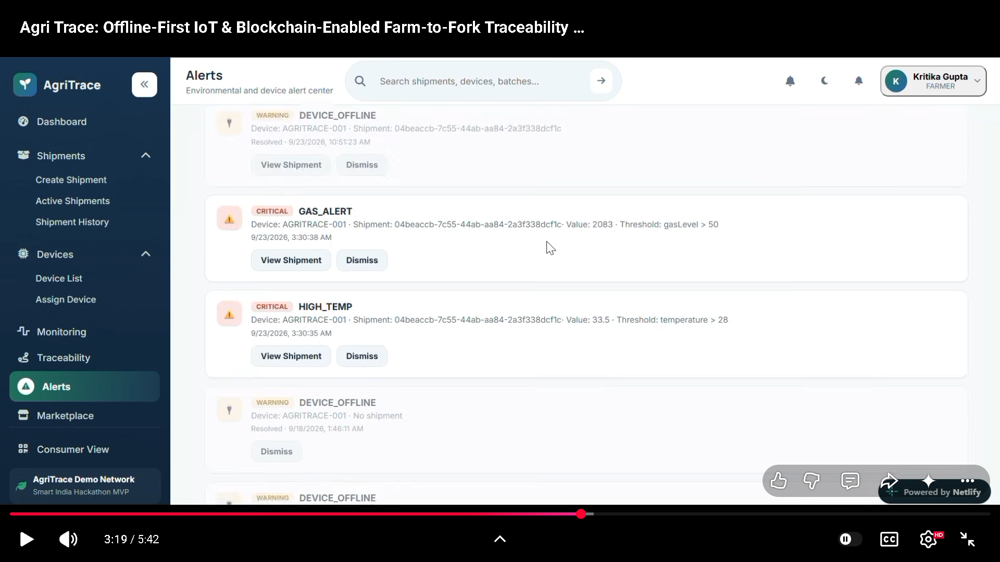 Agri Trace: Offline-First IoT & Blockchain-Enabled Farm-to-Fork Traceability ...
AgriTrace
Dashboard
Shipments
Create Shipment
Active Shipments
Shipment History
Devices
Device List
Assign Device
Monitoring
Traceability
Alerts
Marketplace
Consumer View
AgriTrace Demo Network
Smart India Hackathon MVP
Alerts
Environmental and device alert center
Search shipments, devices, batches...
K
Kritika Gupta
FARMER
WARNING DEVICE_OFFLINE
Device: AGRITRACE-001 · Shipment: 04beaccb-7c55-44ab-aa84-2a3f338dcf1c
Resolved · 9/23/2026, 10:51:23 AM
View Shipment Dismiss
CRITICAL GAS_ALERT
Device: AGRITRACE-001 · Shipment: 04beaccb-7c55-44ab-aa84-2a3f338dcf1c· Value: 2083 · Threshold: gasLevel > 50
9/23/2026, 3:30:38 AM
View Shipment Dismiss
CRITICAL HIGH_TEMP
Device: AGRITRACE-001 · Shipment: 04beaccb-7c55-44ab-aa84-2a3f338dcf1c· Value: 33.5 · Threshold: temperature > 28
9/23/2026, 3:30:35 AM
View Shipment Dismiss
WARNING DEVICE_OFFLINE
Device: AGRITRACE-001 · No shipment
Resolved · 9/18/2026, 1:46:11 AM
Dismiss
WARNING DEVICE_OFFLINE
Powered by Netlify
3:19 / 5:42
CC
HD